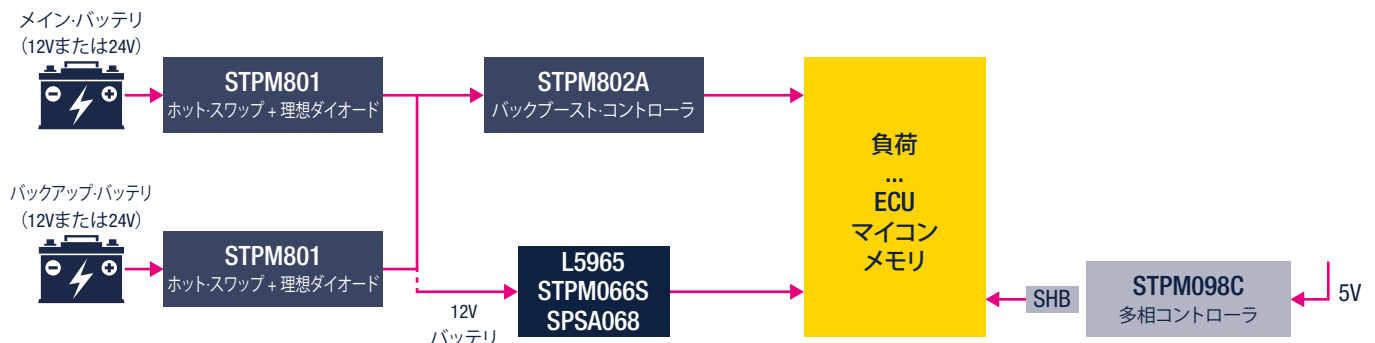 メイン・バッテリ
(12Vまたは24V)
STPM801
ホット・スワップ + 理想ダイオード
STPM802A
バックブースト・コントローラ
バックアップ・バッテリ
(12Vまたは24V)
STPM801
ホット・スワップ + 理想ダイオード
12V
バッテリ
L5965
STPM066S
SPSA068
負荷
...
ECU
マイコン
メモリ
SHB
STPM098C
多相コントローラ
5V